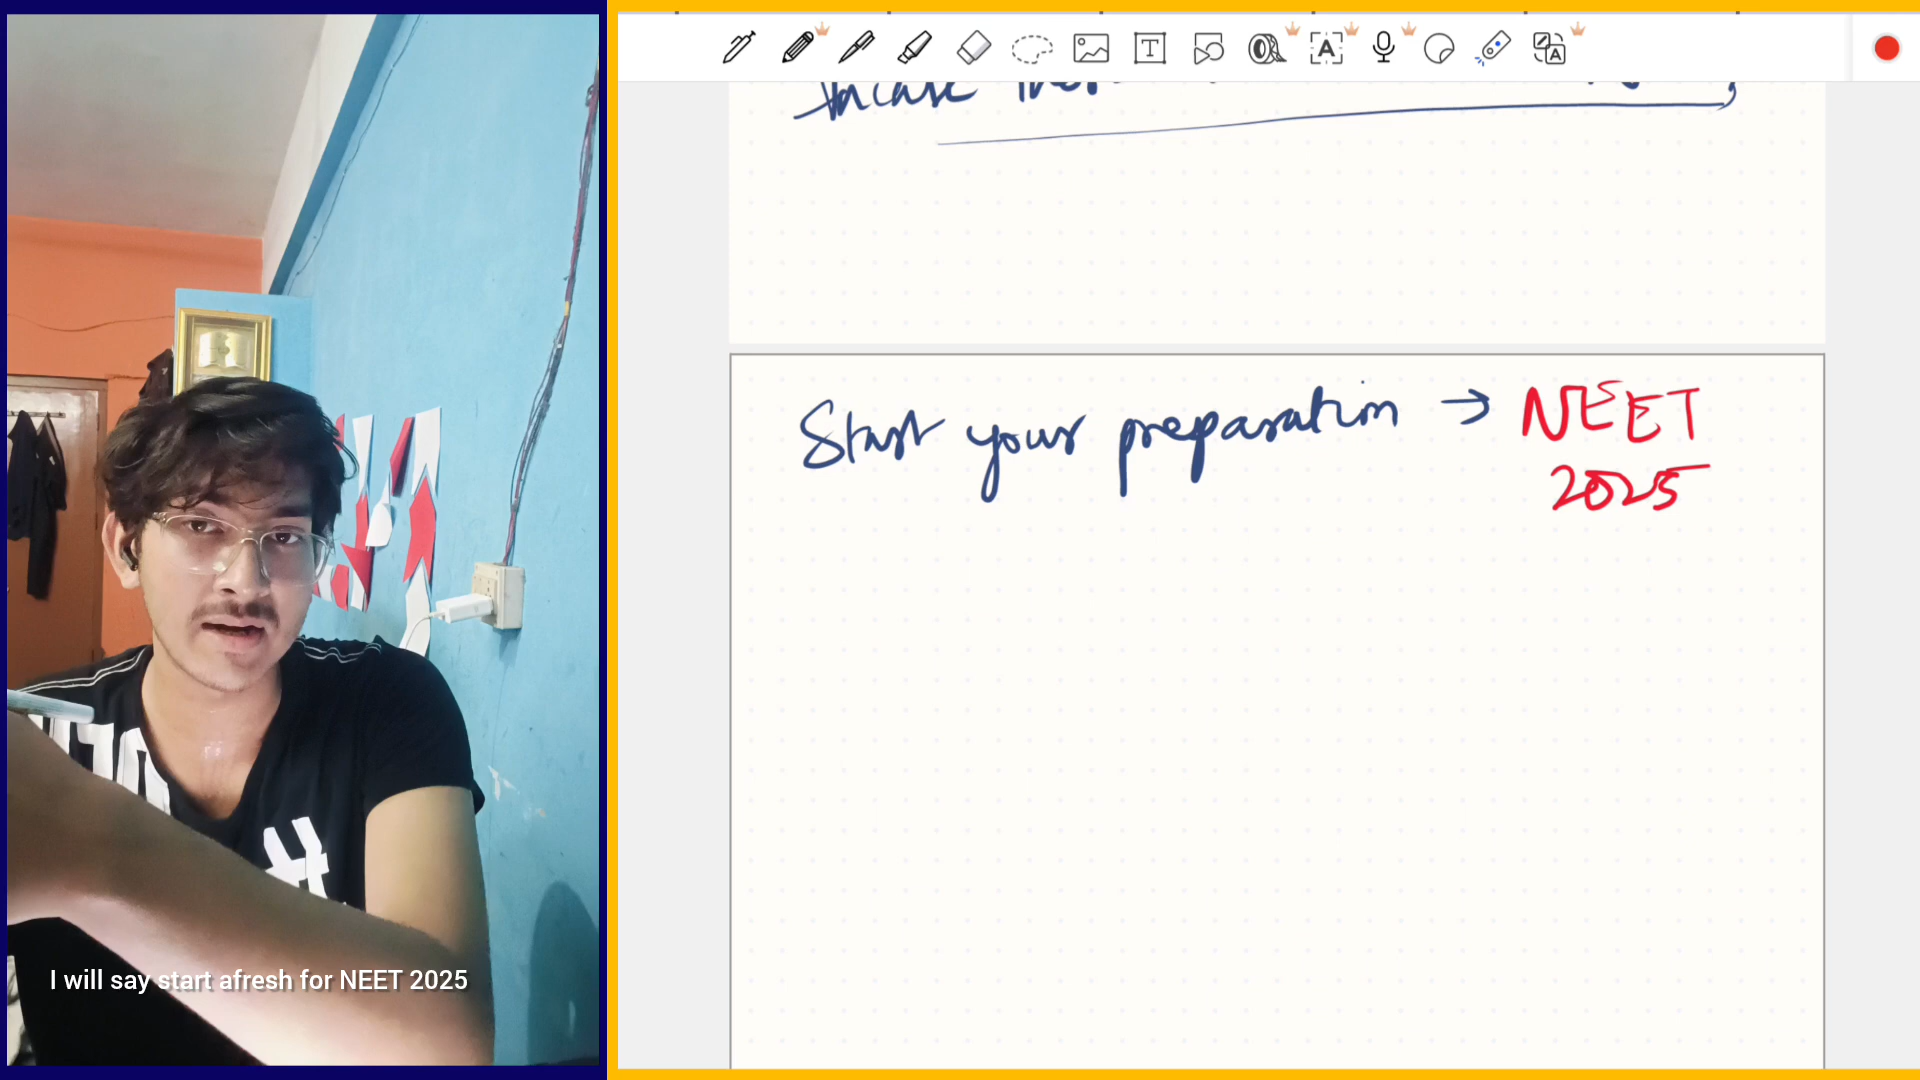 Start your preparation → NEET
2025
I will say start afresh for NEET 2025